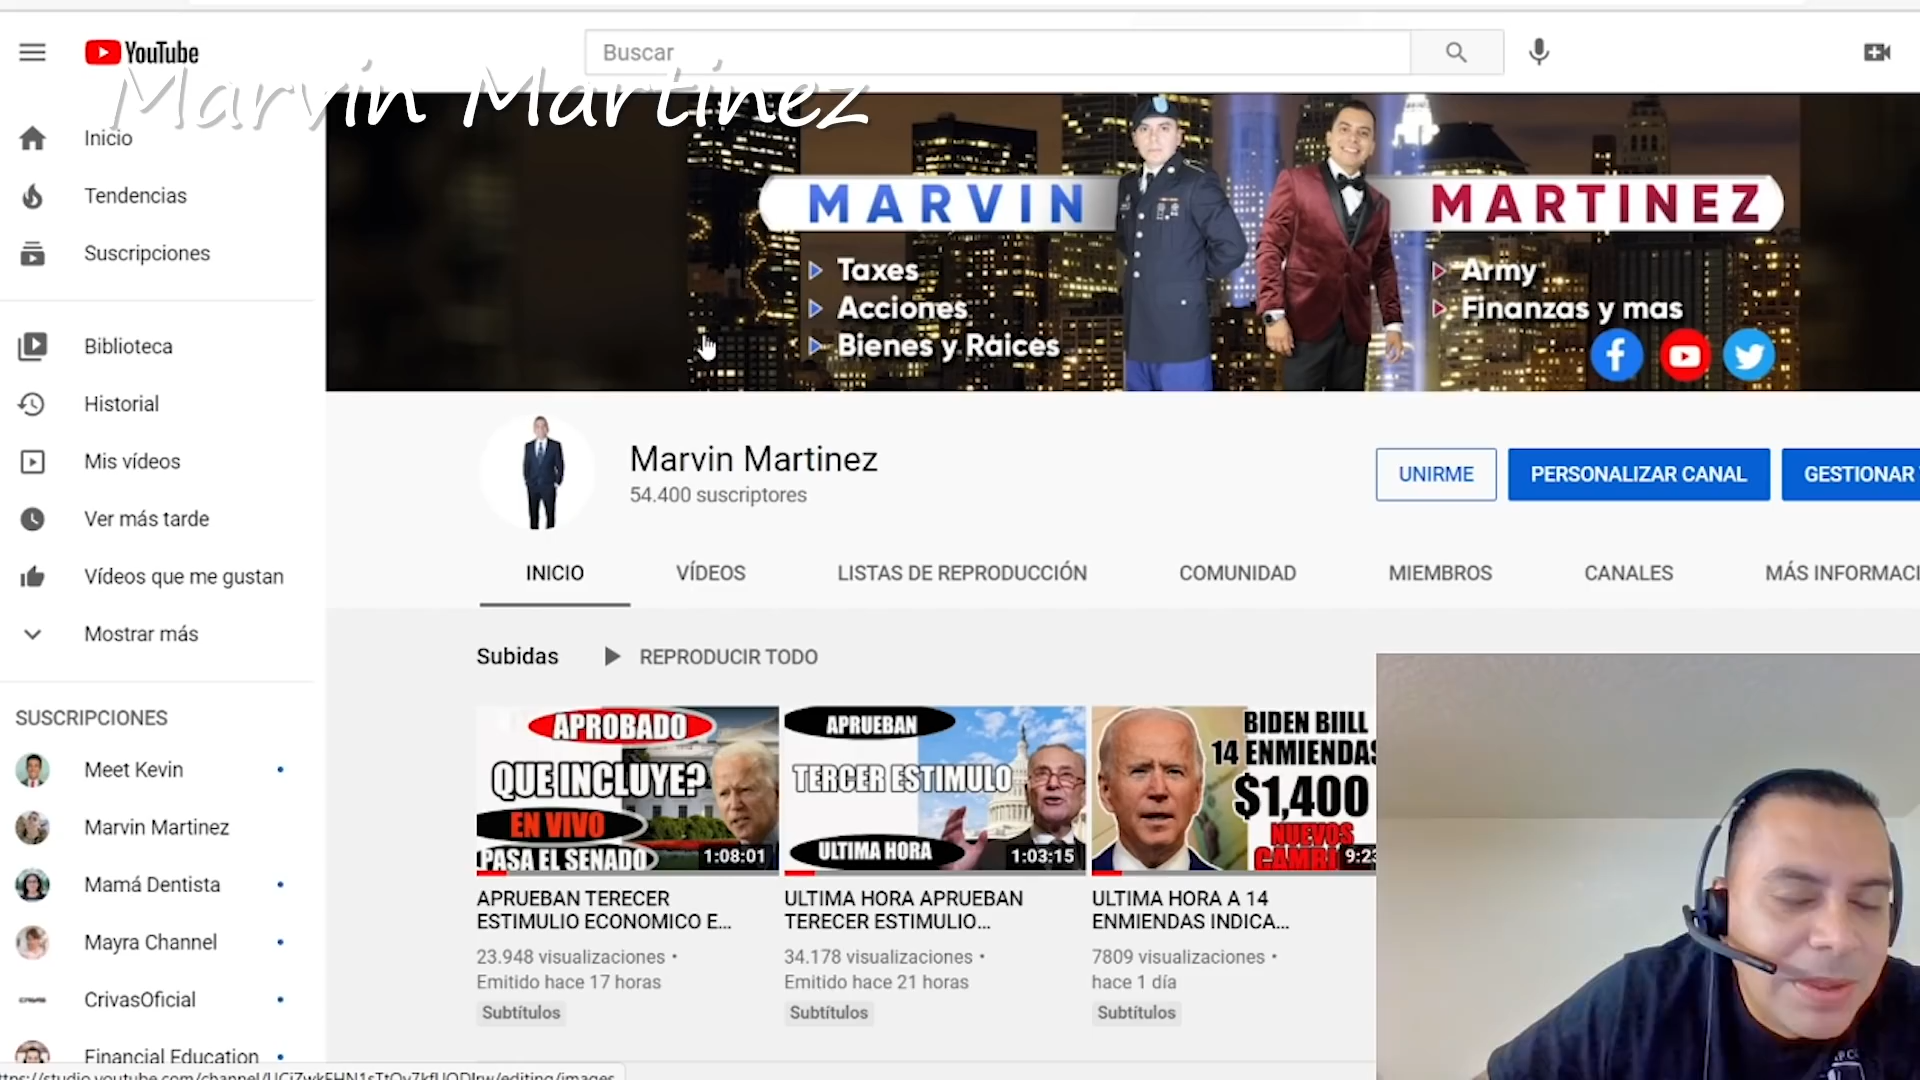 YouTube
Buscar
Marvin Martinez
Inicio
Tendencias
Suscripciones
Biblioteca
Historial
Mis vídeos
Ver más tarde
Vídeos que me gustan
Mostrar más
SUSCRIPCIONES
Meet Kevin
Marvin Martinez
Mamá Dentista
Mayra Channel
CrivasOficial
Financial Education
MARVIN MARTINEZ
Taxes
Acciones
Bienes y Raices
Army
Finanzas y mas
Marvin Martinez
54.400 suscriptores
UNIRME
PERSONALIZAR CANAL
GESTIONAR
INICIO
VÍDEOS
LISTAS DE REPRODUCCIÓN
COMUNIDAD
MIEMBROS
CANALES
MÁS INFORMACI
Subidas
REPRODUCIR TODO
APROBADO
QUE INCLUYE?
EN VIVO
PASA EL SENADO
1:08:01
APRUEBAN TERECER
ESTIMULIO ECONOMICO E...
23.948 visualizaciones •
Emitido hace 17 horas
Subtítulos
APRUEBAN
TERCER ESTIMULO
ULTIMA HORA
1:03:15
ULTIMA HORA APRUEBAN
TERECER ESTIMULIO...
34.178 visualizaciones •
Emitido hace 21 horas
Subtítulos
BIDEN BIILL
14 ENMIENDAS
$1,400
NUEVOS
CAMBI
9:23
ULTIMA HORA A 14
ENMIENDAS INDICA...
7809 visualizaciones •
hace 1 día
Subtítulos